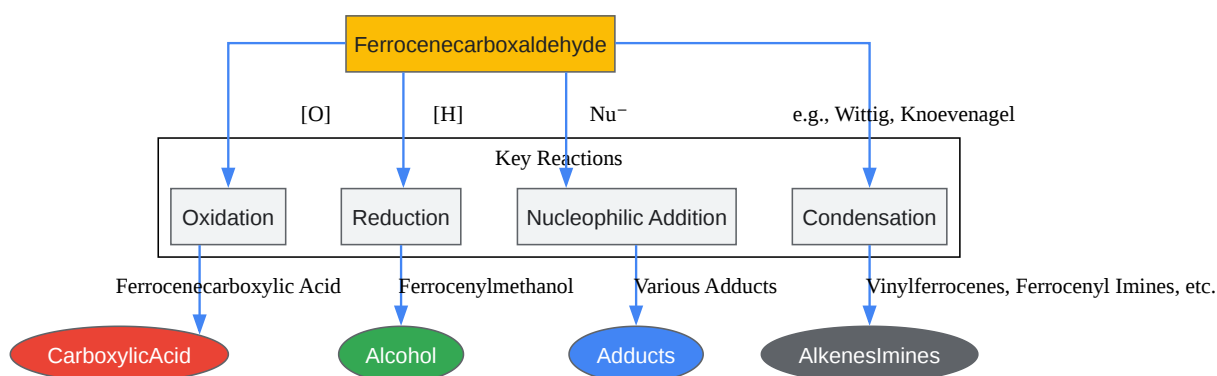 Ferrocenecarboxaldehyde
[O]
[H]
Nu⁻
e.g., Wittig, Knoevenagel
Key Reactions
Oxidation
Reduction
Nucleophilic Addition
Condensation
Ferrocenecarboxylic Acid
Ferrocenylmethanol
Various Adducts
Vinylferrocenes, Ferrocenyl Imines, etc.
CarboxylicAcid
Alcohol
Adducts
AlkenesImines